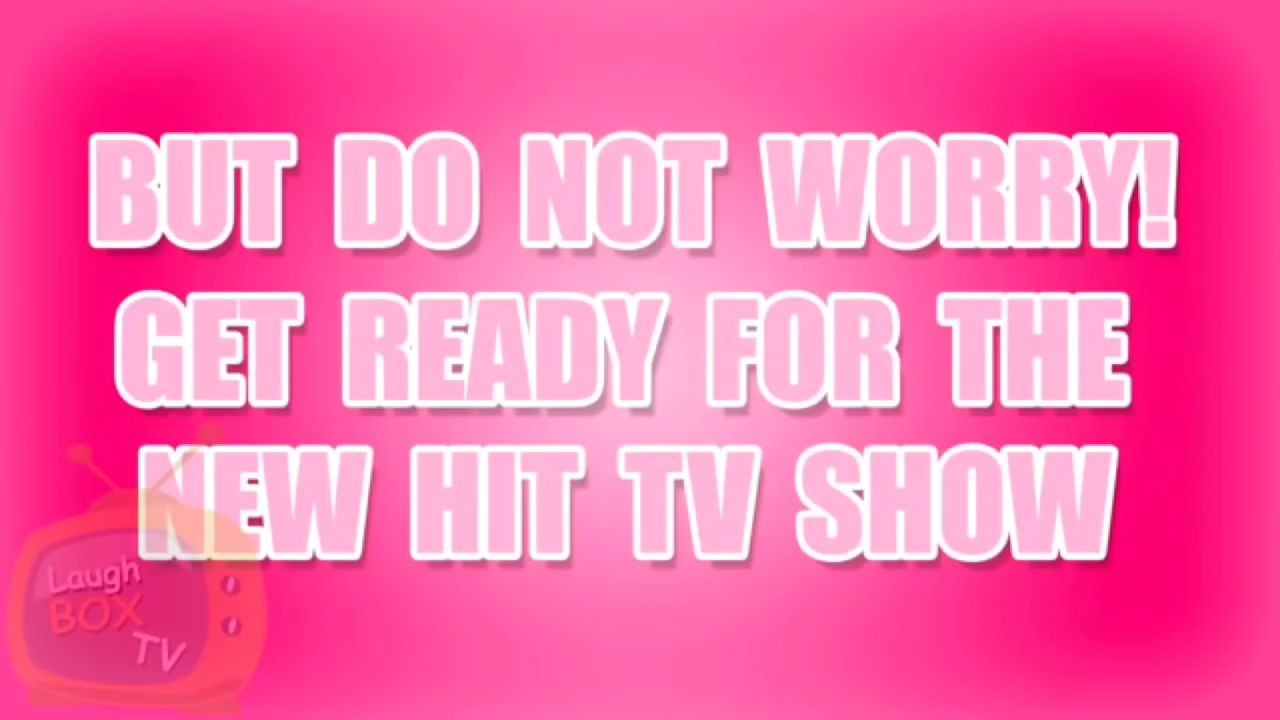 BUT DO NOT WORRY!
GET READY FOR THE
NEW HIT TV SHOW
Laugh
BOX
TV